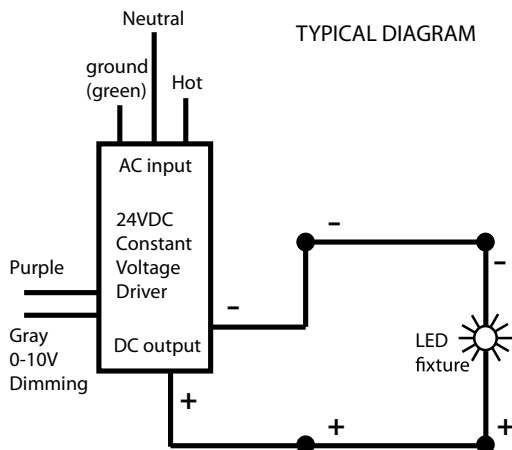 Neutral
TYPICAL DIAGRAM
ground
(green)
Hot
AC input
24VDC
Constant
Voltage
Driver
DC output
Purple
Gray
0-10V
Dimming
–
–
–
LED
fixture
+
+
+